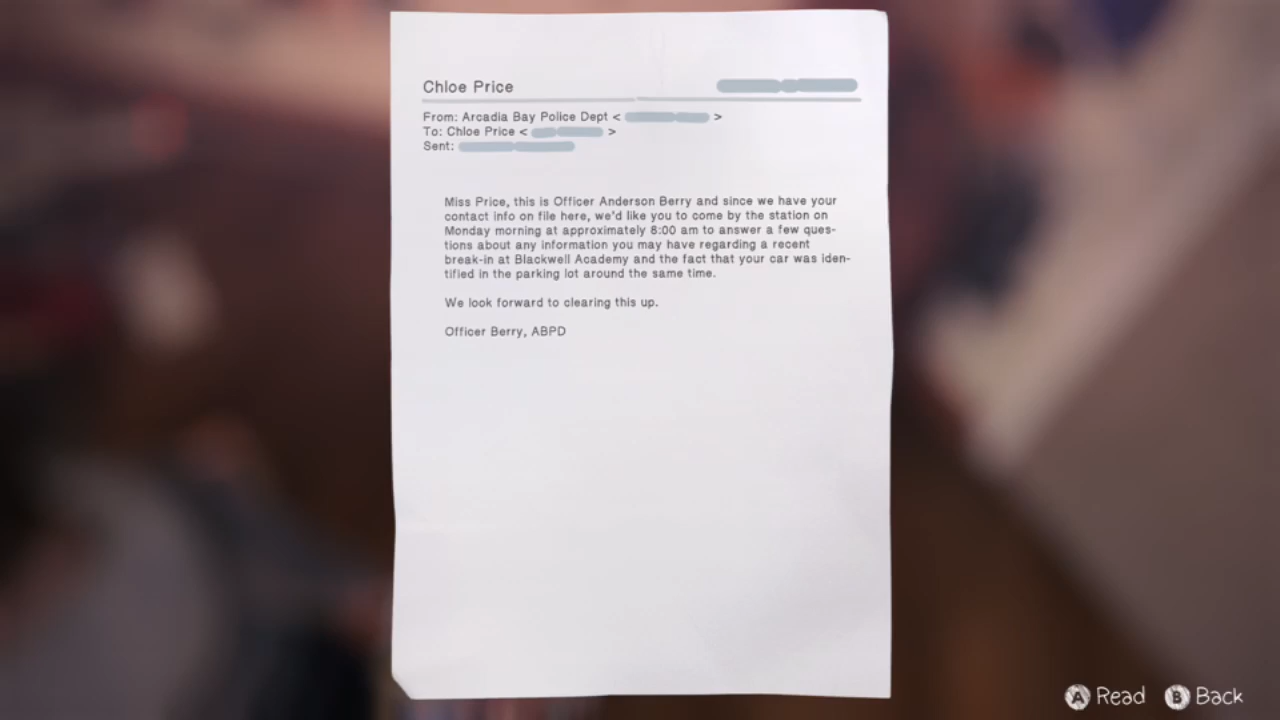 Chloe Price
From: Arcadia Bay Police Dept < >
To: Chloe Price < >
Sent:
Miss Price, this is Officer Anderson Berry and since we have your
contact info on file here, we'd like you to come by the station on
Monday morning at approximately 8:00 am to answer a few ques-
tions about any information you may have regarding a recent
break-in at Blackwell Academy and the fact that your car was iden-
tified in the parking lot around the same time.
We look forward to clearing this up.
Officer Berry, ABPD
A Read B Back